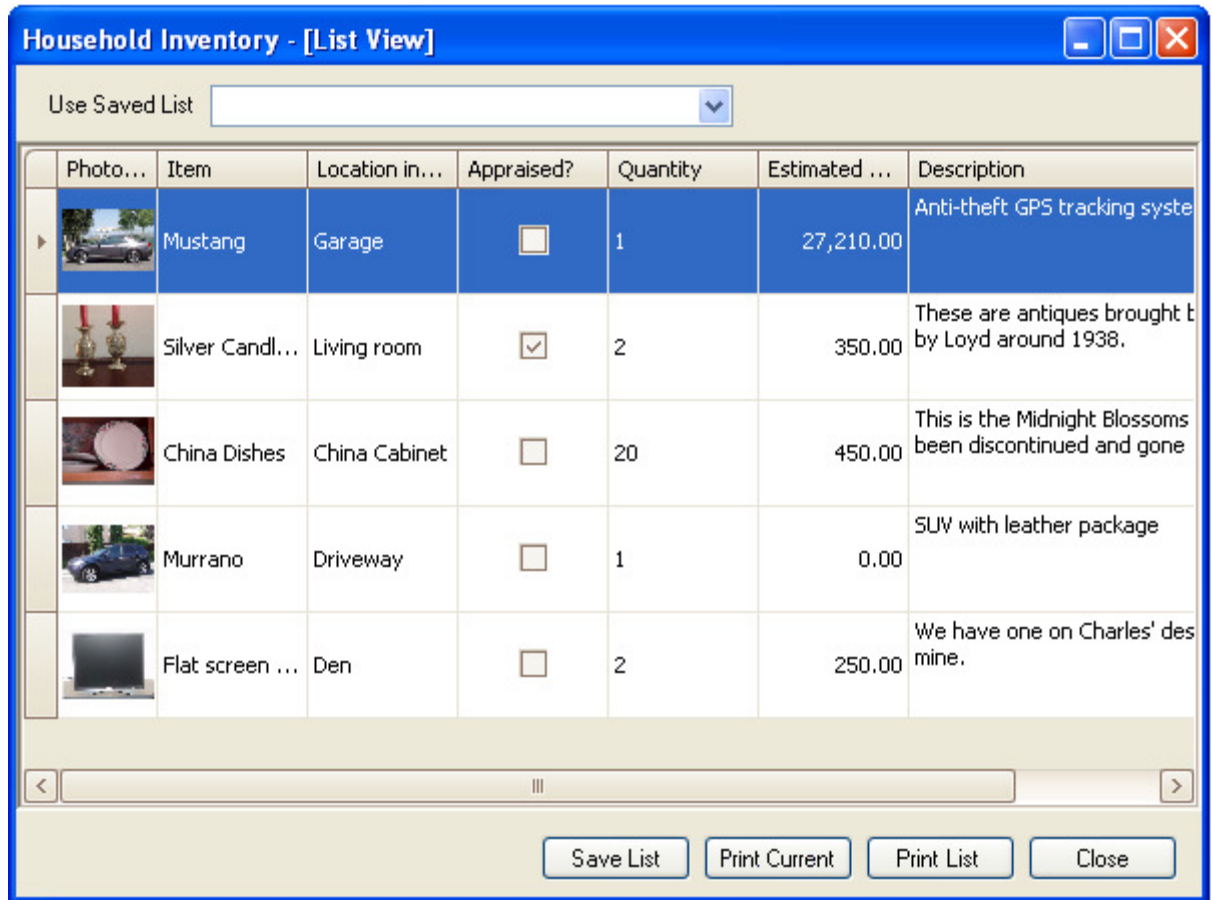 Household Inventory - [List View]
Use Saved List
Photo... Item Location in... Appraised? Quantity Estimated ... Description
Mustang Garage 1 27,210.00 Anti-theft GPS tracking syste
Silver Candl... Living room 2 350.00 These are antiques brought b
by Loyd around 1938.
China Dishes China Cabinet 20 450.00 This is the Midnight Blossoms
been discontinued and gone
Murrano Driveway 1 0.00 SUV with leather package
Flat screen ... Den 2 250.00 We have one on Charles' des
mine.
Save List Print Current Print List Close